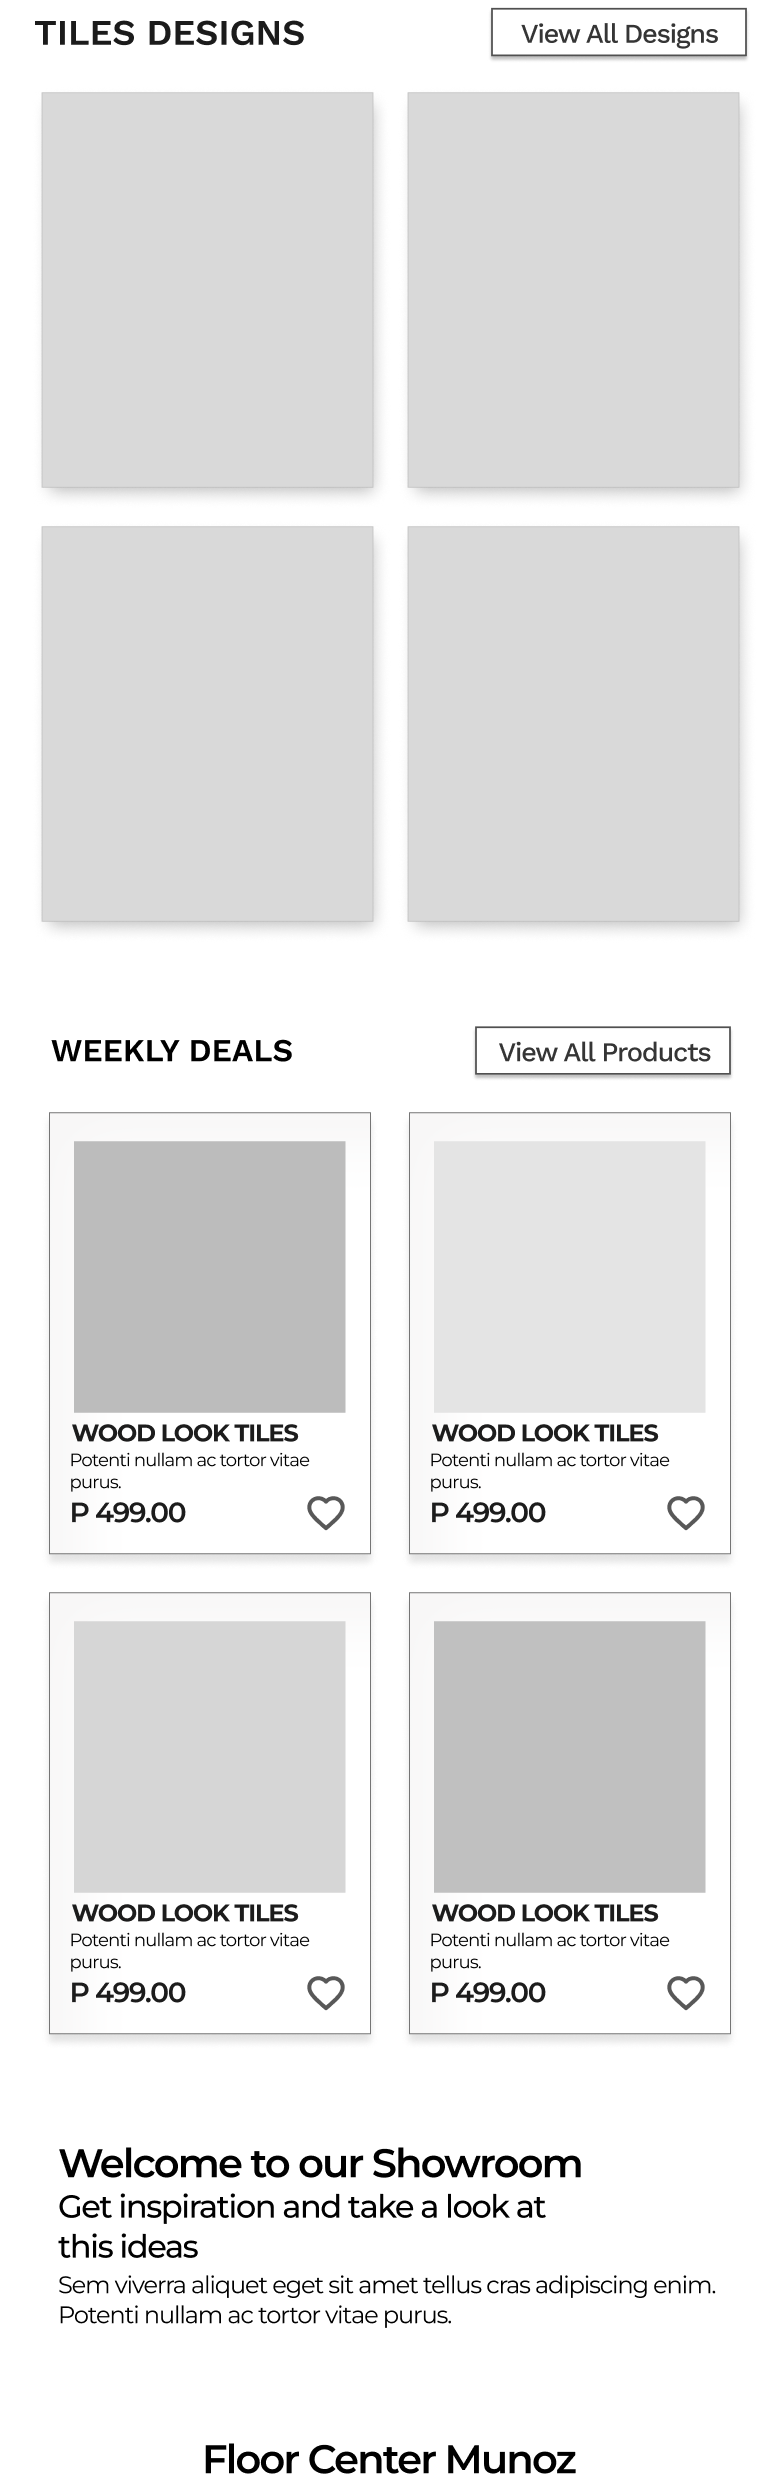 TILES DESIGNS
View All Designs
WEEKLY DEALS
View All Products
WOOD LOOK TILES
Potenti nullam ac tortor vitae
purus.
P 499.00
WOOD LOOK TILES
Potenti nullam ac tortor vitae
purus.
P 499.00
WOOD LOOK TILES
Potenti nullam ac tortor vitae
purus.
P 499.00
WOOD LOOK TILES
Potenti nullam ac tortor vitae
purus.
P 499.00
Welcome to our Showroom
Get inspiration and take a look at
this ideas
Sem viverra aliquet eget sit amet tellus cras adipiscing enim.
Potenti nullam ac tortor vitae purus.
Floor Center Munoz